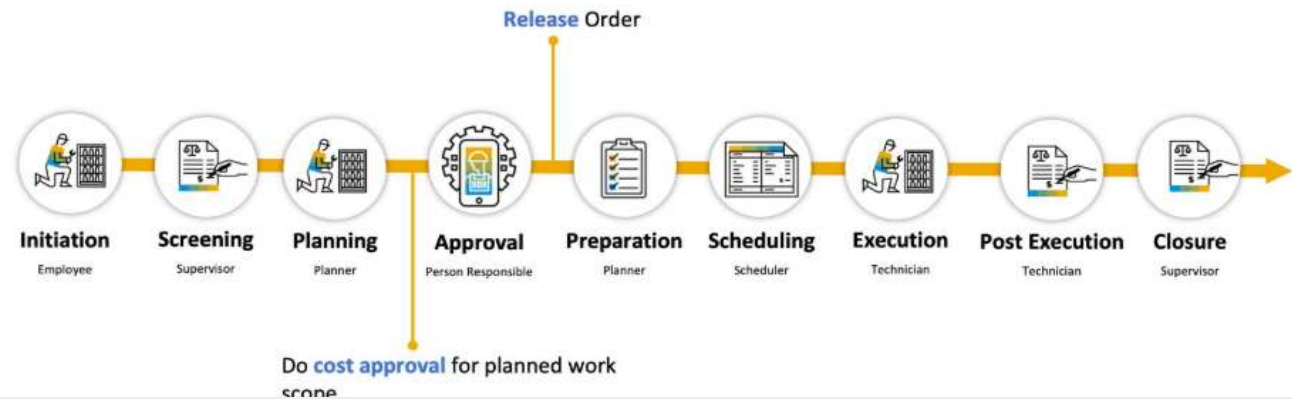 Release Order
Initiation Screening Planning Approval Preparation Scheduling Execution Post Execution Closure
Employee Supervisor Planner Person Responsible Planner Scheduler Technician Technician Supervisor
Do cost approval for planned work
scope